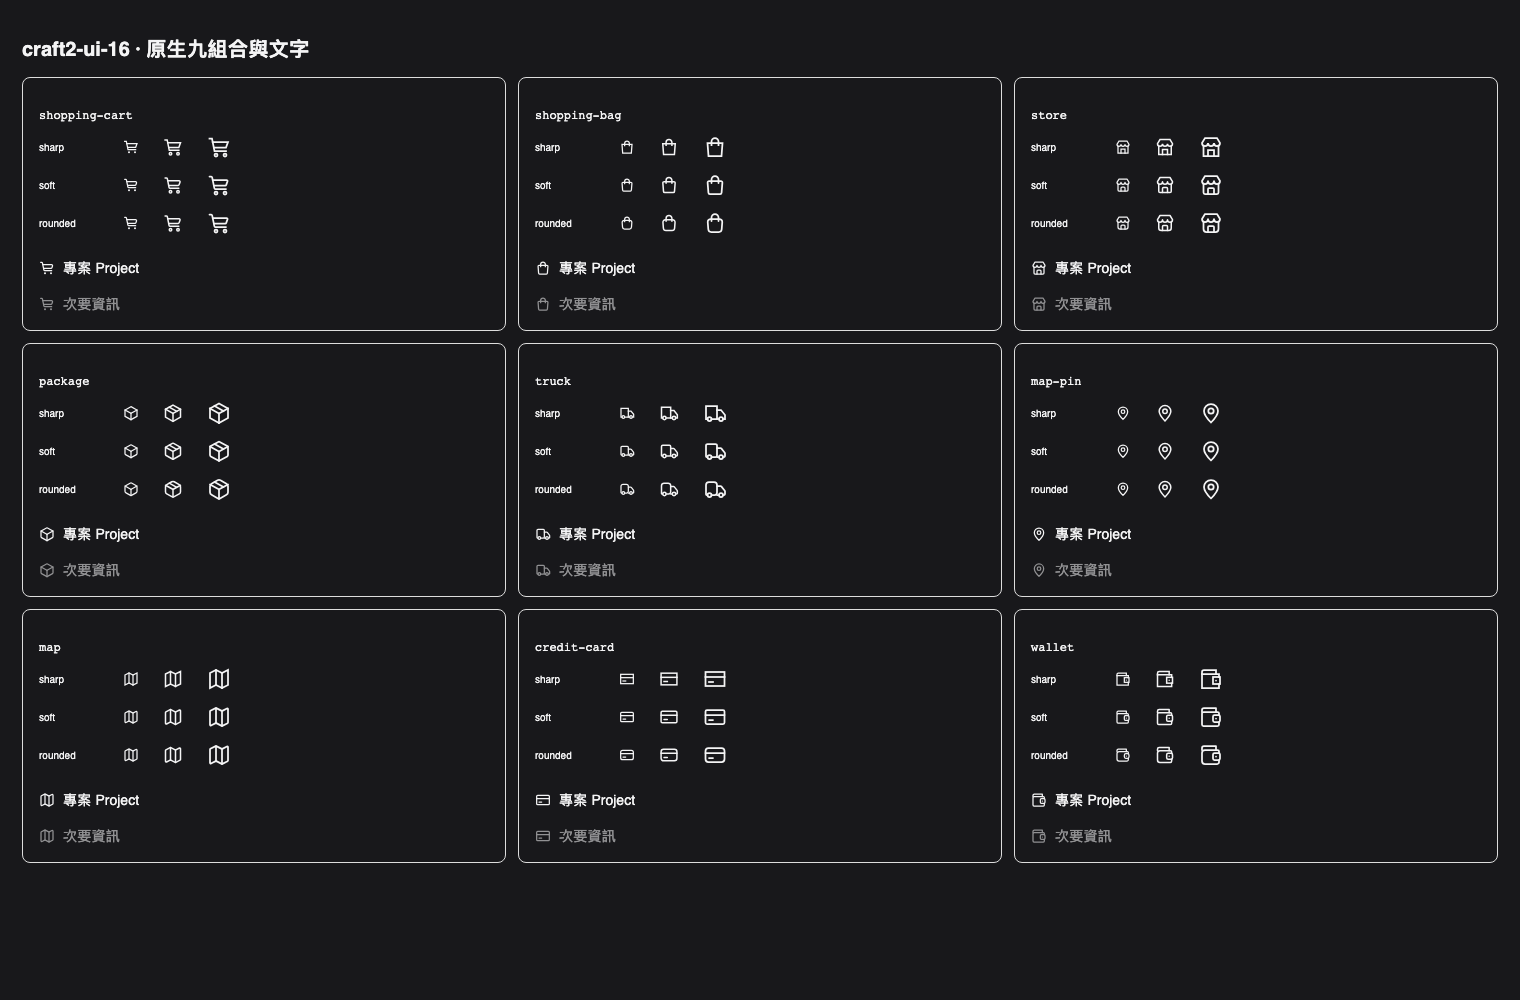 craft2-ui-16 · 原生九組合與文字
shopping-cart
sharp
soft
rounded
專案 Project
次要資訊
shopping-bag
sharp
soft
rounded
專案 Project
次要資訊
store
sharp
soft
rounded
專案 Project
次要資訊
package
sharp
soft
rounded
專案 Project
次要資訊
truck
sharp
soft
rounded
專案 Project
次要資訊
map-pin
sharp
soft
rounded
專案 Project
次要資訊
map
sharp
soft
rounded
專案 Project
次要資訊
credit-card
sharp
soft
rounded
專案 Project
次要資訊
wallet
sharp
soft
rounded
專案 Project
次要資訊